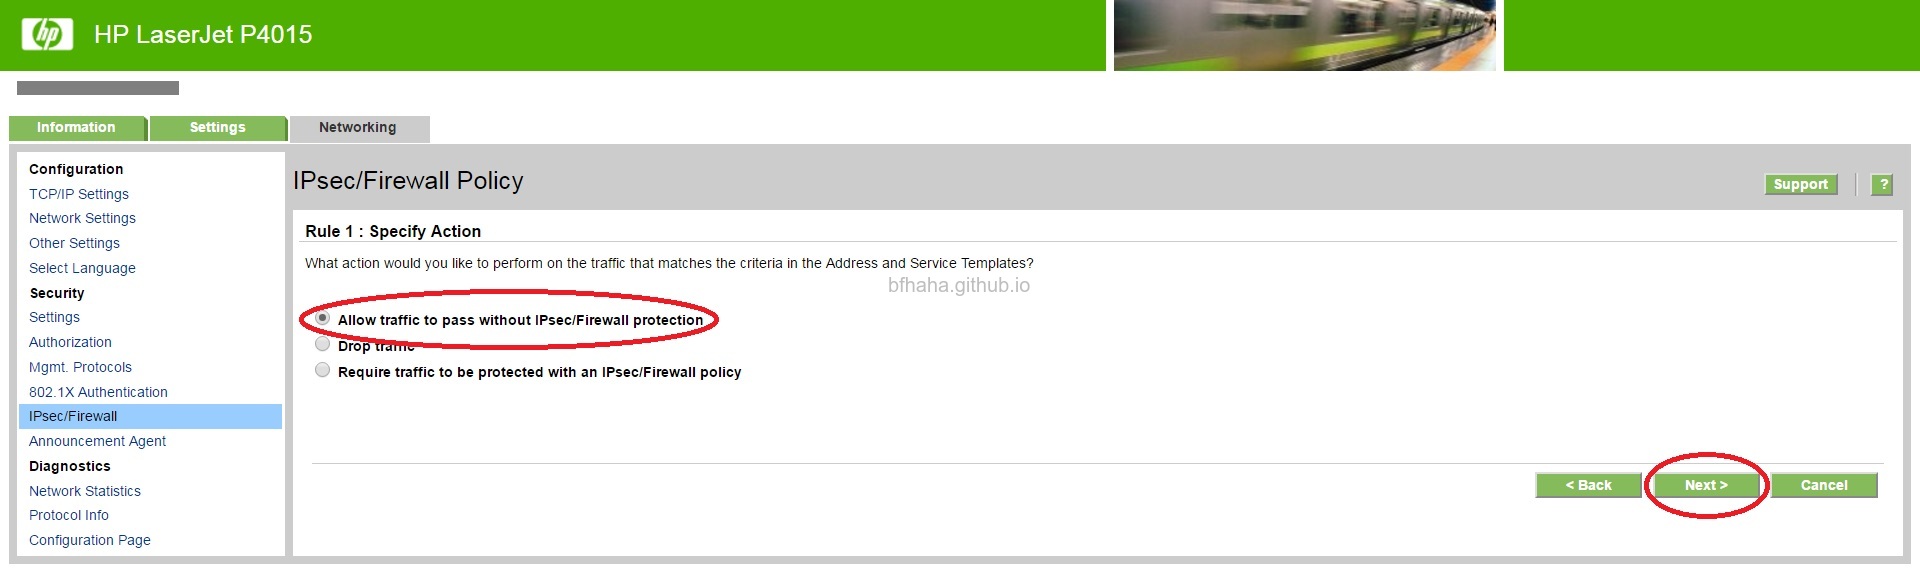 hp
HP LaserJet P4015
Information
Settings
Networking
Configuration
TCP/IP Settings
Network Settings
Other Settings
Select Language
Security
Settings
Authorization
Mgmt. Protocols
802.1X Authentication
IPsec/Firewall
Announcement Agent
Diagnostics
Network Statistics
Protocol Info
Configuration Page
IPsec/Firewall Policy
Support
?
Rule 1 : Specify Action
What action would you like to perform on the traffic that matches the criteria in the Address and Service Templates?
bfhaha.github.io
Allow traffic to pass without IPsec/Firewall protection
Drop traffic
Require traffic to be protected with an IPsec/Firewall policy
< Back
Next >
Cancel